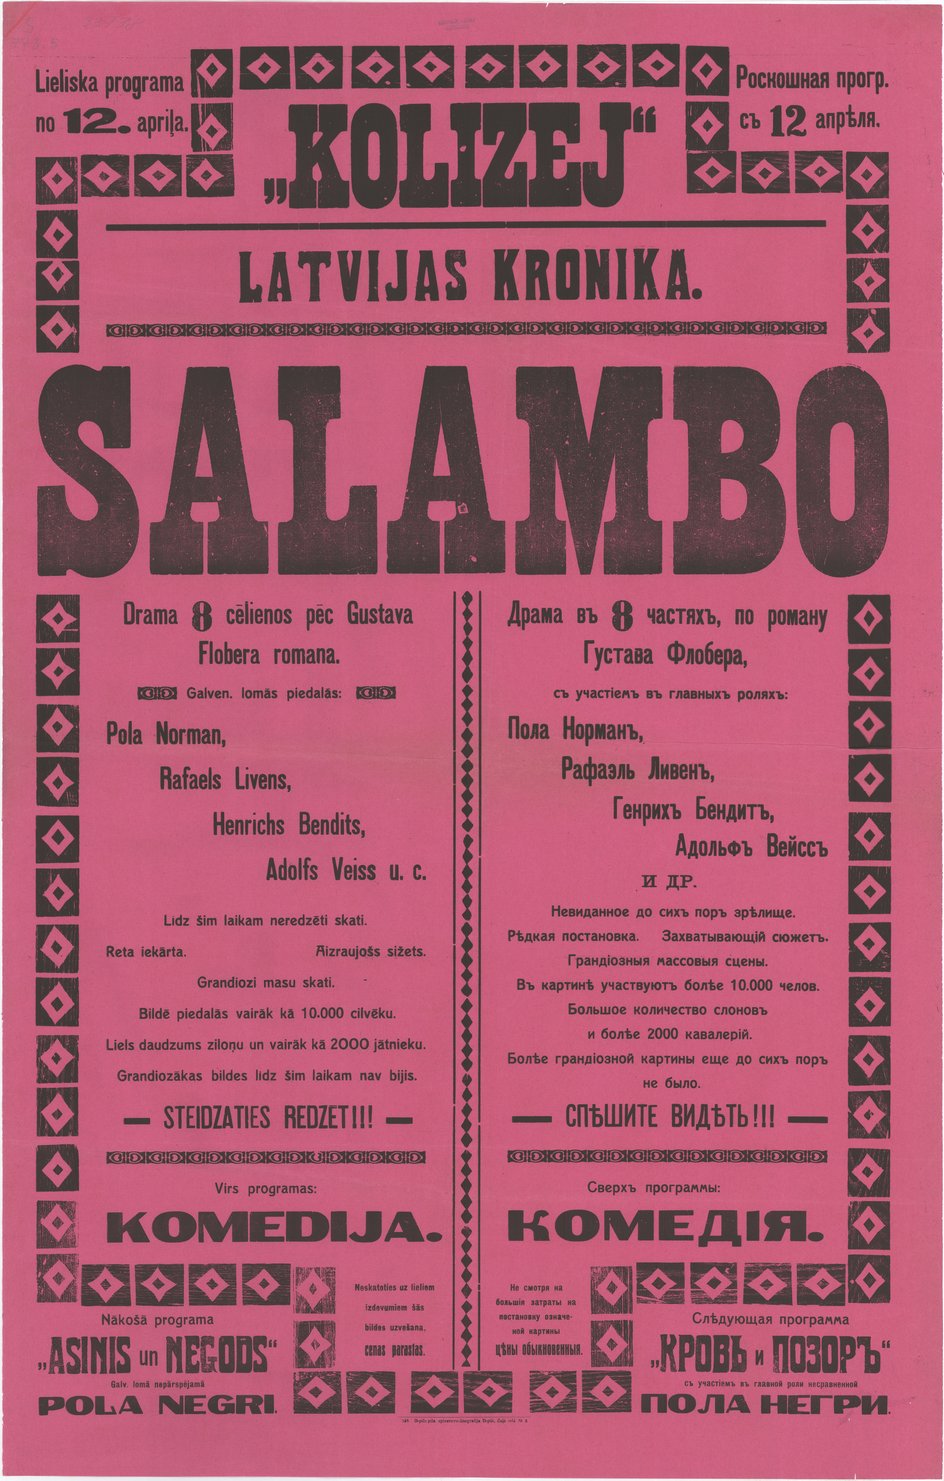 Lieliska programa
no 12. apriļa.
Роскошная прогр.
съ 12 апрѣля.
„KOLIZEJ“
LATVIJAS KRONIKA.
SALAMBO
Drama 8 cēlienos pēc Gustava
Flobera romana.
Galven. lomās piedalās:
Pola Norman,
Rafaels Livens,
Henrichs Bendits,
Adolfs Veiss u. c.
Lidz šim laikam neredzēti skati.
Reta iekārta. Aizraujošs sižets.
Grandiozi masu skati.
Bildē piedalās vairāk kā 10.000 cilvēku.
Liels daudzums ziloņu un vairāk kā 2000 jātnieku.
Grandiozākas bildes lidz šim laikam nav bijis.
— STEIDZATIES REDZET!!! —
Virs programas:
KOMEDIJA.
Драма въ 8 частяхъ, по роману
Густава Флобера,
съ участіемъ въ главныхъ роляхъ:
Пола Норманъ,
Рафаэль Ливенъ,
Генрихъ Бендитъ,
Адольфъ Вейссъ
И ДР.
Невиданное до сихъ поръ зрѣлище.
Рѣдкая постановка. Захватывающій сюжетъ.
Грандіозныя массовыя сцены.
Въ картинѣ участвуютъ болѣе 10.000 челов.
Большое количество слоновъ
и болѣе 2000 кавалерій.
Болѣе грандіозной картины еще до сихъ поръ
не было.
— СПѢШИТЕ ВИДѢТЬ!!! —
Сверхъ программы:
КОМЕДІЯ.
Nākošā programa
„ASINIS un NEGODS“
Galv. lomā nepārspējamā
POLA NEGRI.
Neskatoties uz lieliem
izdevumiem šās
bildes uzvešana.
cenas parastas.
Не смотря на
большія затраты на
постановку означе-
ной картины
цѣны обыкновенныя.
Слѣдующая программа
„КРОВЬ и ПОЗОРЪ“
съ участіемъ въ главной роли несравненной
ПОЛА НЕГРИ.